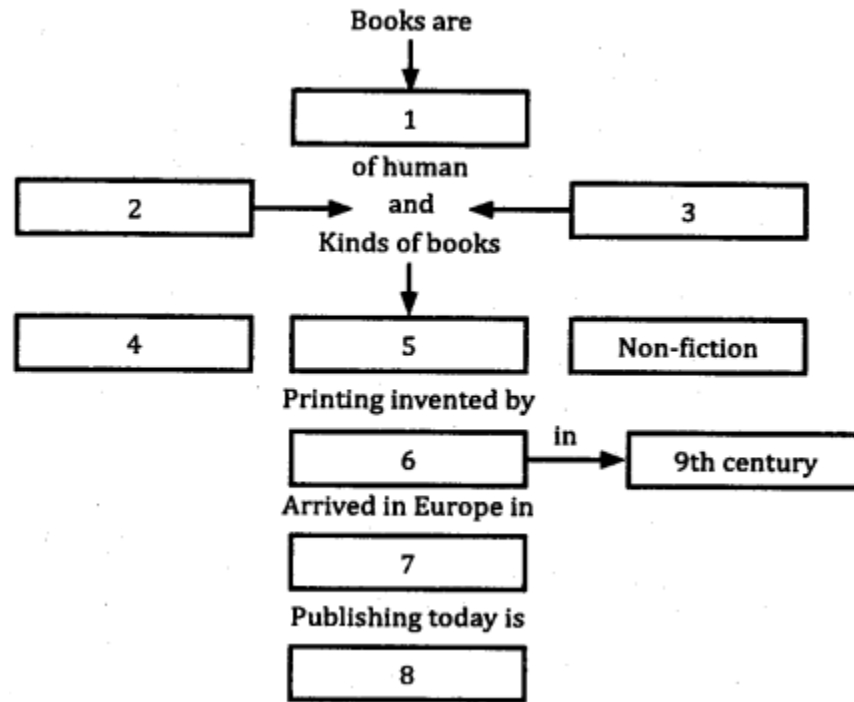 Books are
1
of human
2
and
3
Kinds of books
4
5
Non-fiction
Printing invented by
6
in
9th century
Arrived in Europe in
7
Publishing today is
8